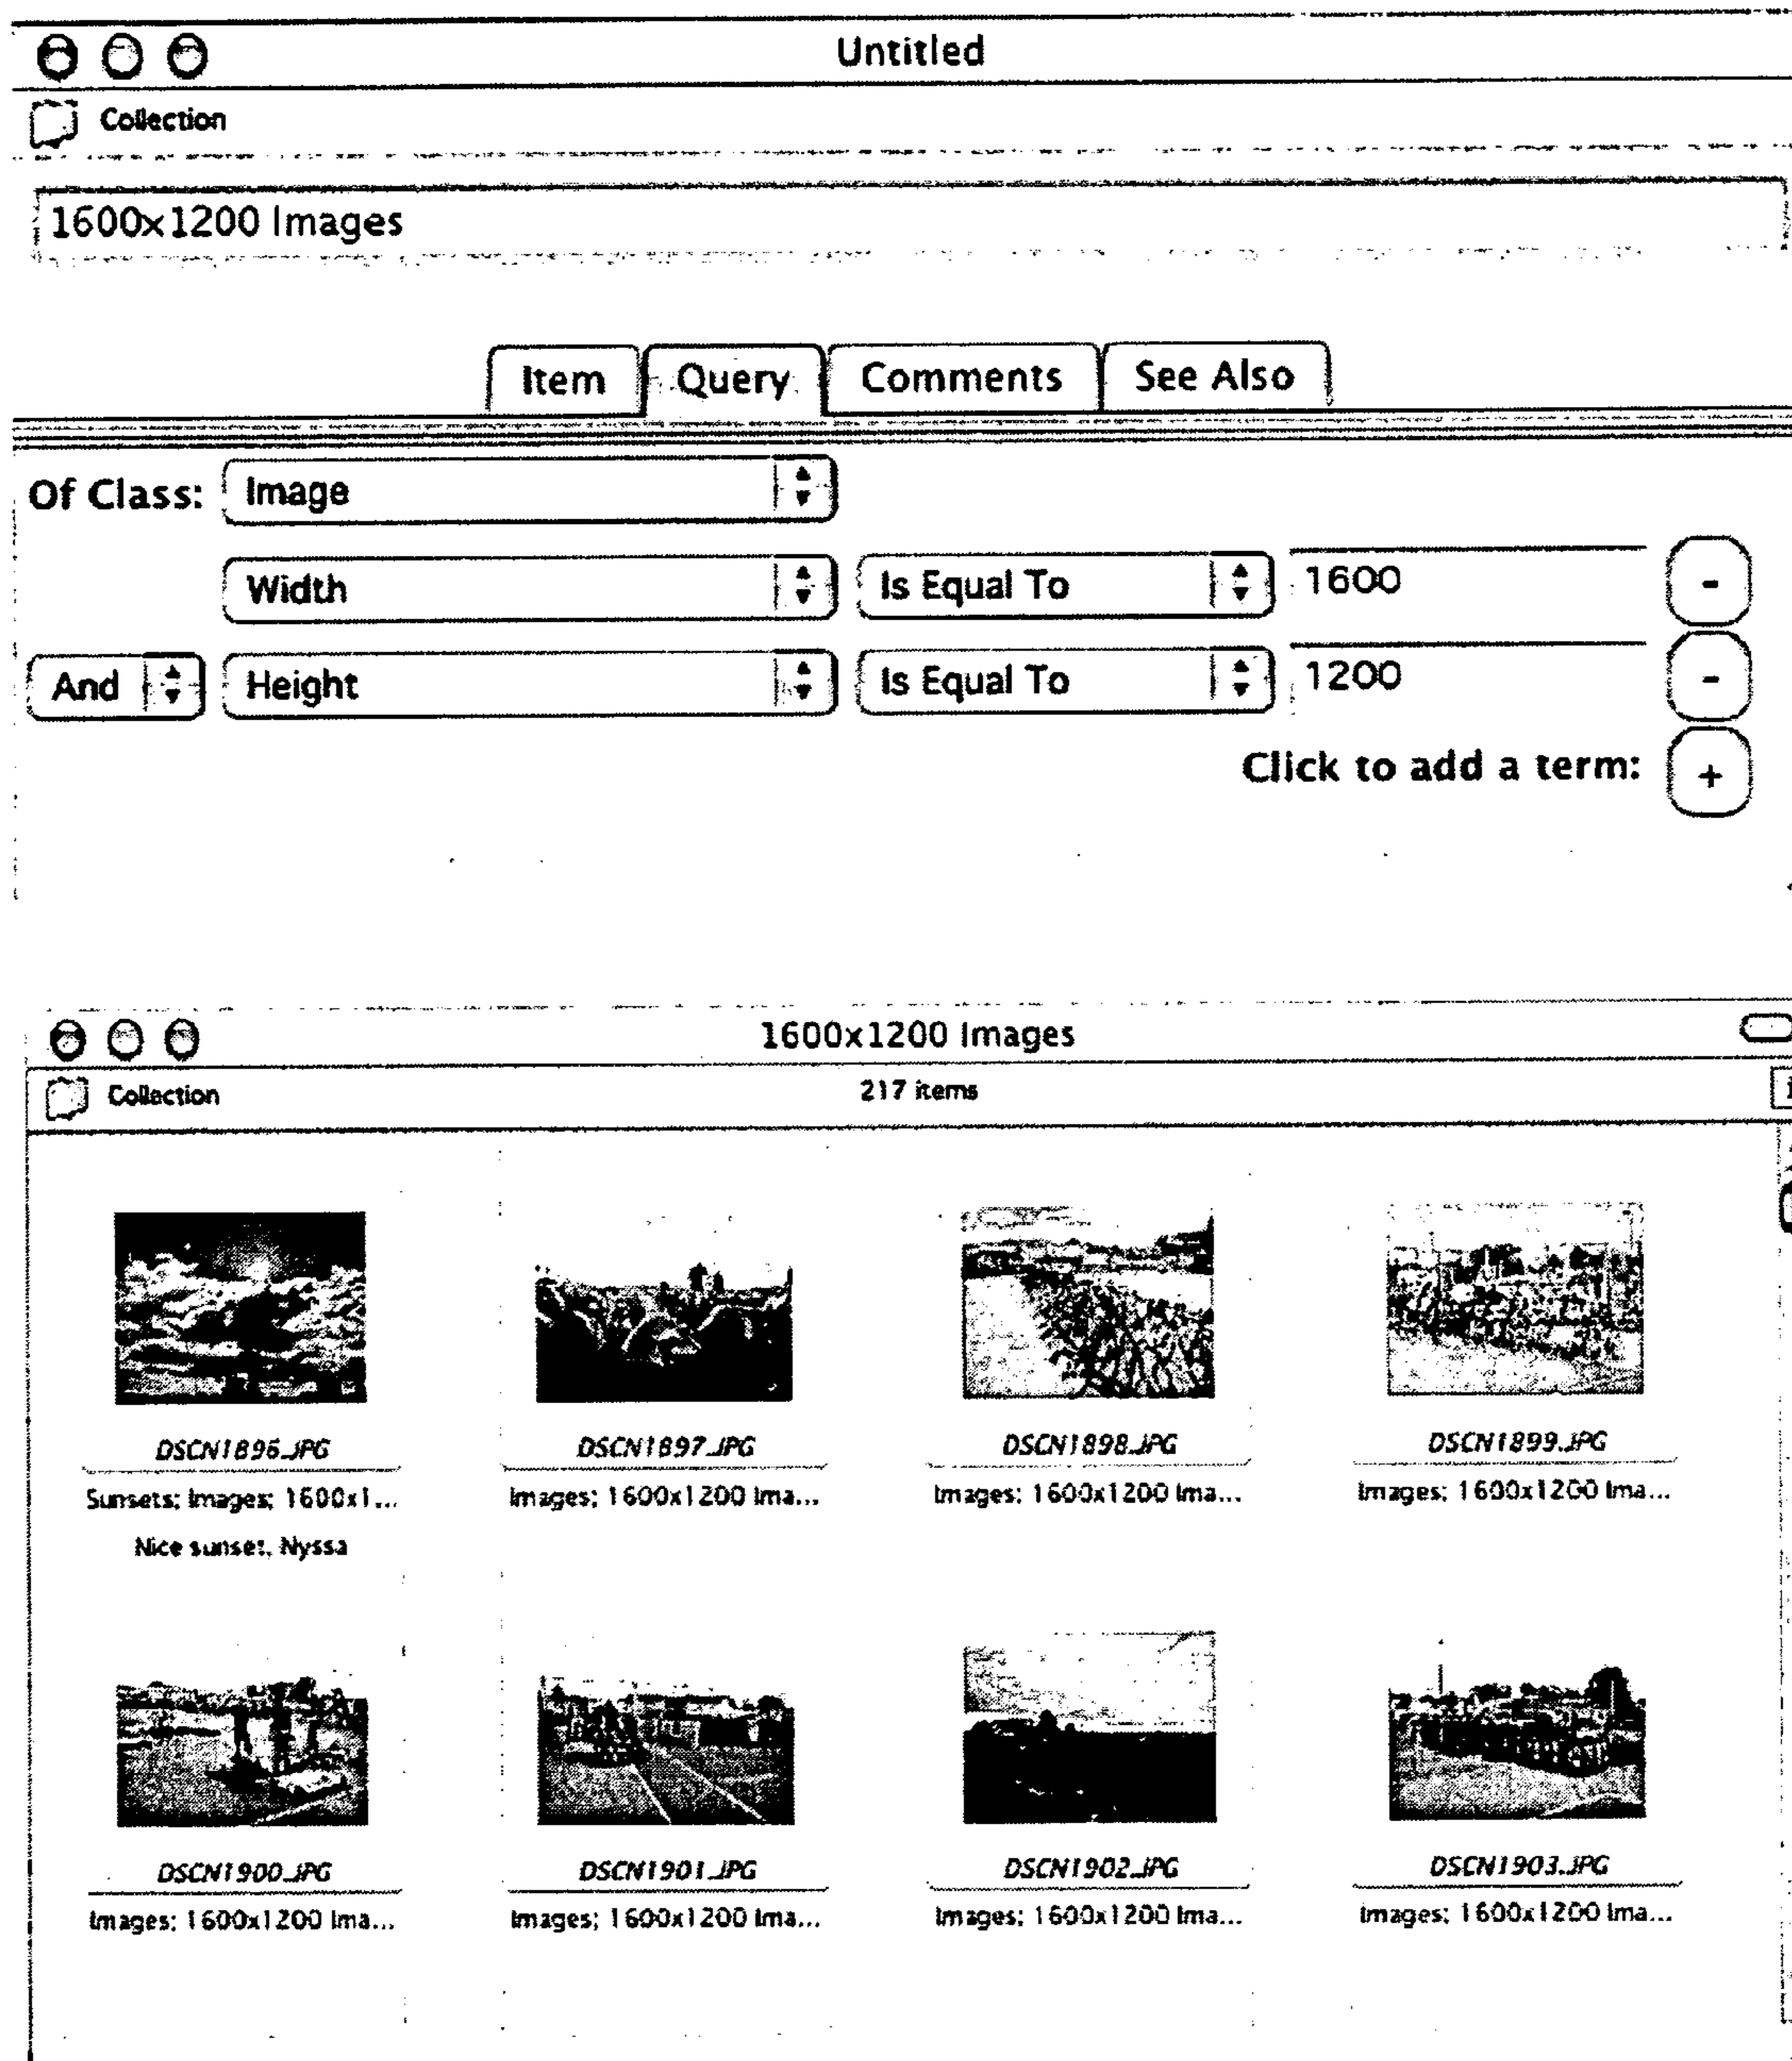 Untitled
Collection
1600x1200 Images
Item Query Comments See Also
Of Class: Image
Width Is Equal To 1600 -
And Height Is Equal To 1200 -
Click to add a term: +
1600x1200 Images
Collection 217 items i
DSCN1896.JPG DSCN1897.JPG DSCN1898.JPG DSCN1899.JPG
Sunsets; Images; 1600x1... Images; 1600x1200 Ima... Images; 1600x1200 Ima... Images; 1600x1200 Ima...
Nice sunset, Nyssa
DSCN1900.JPG DSCN1901.JPG DSCN1902.JPG DSCN1903.JPG
Images; 1600x1200 Ima... Images; 1600x1200 Ima... Images; 1600x1200 Ima... Images; 1600x1200 Ima...